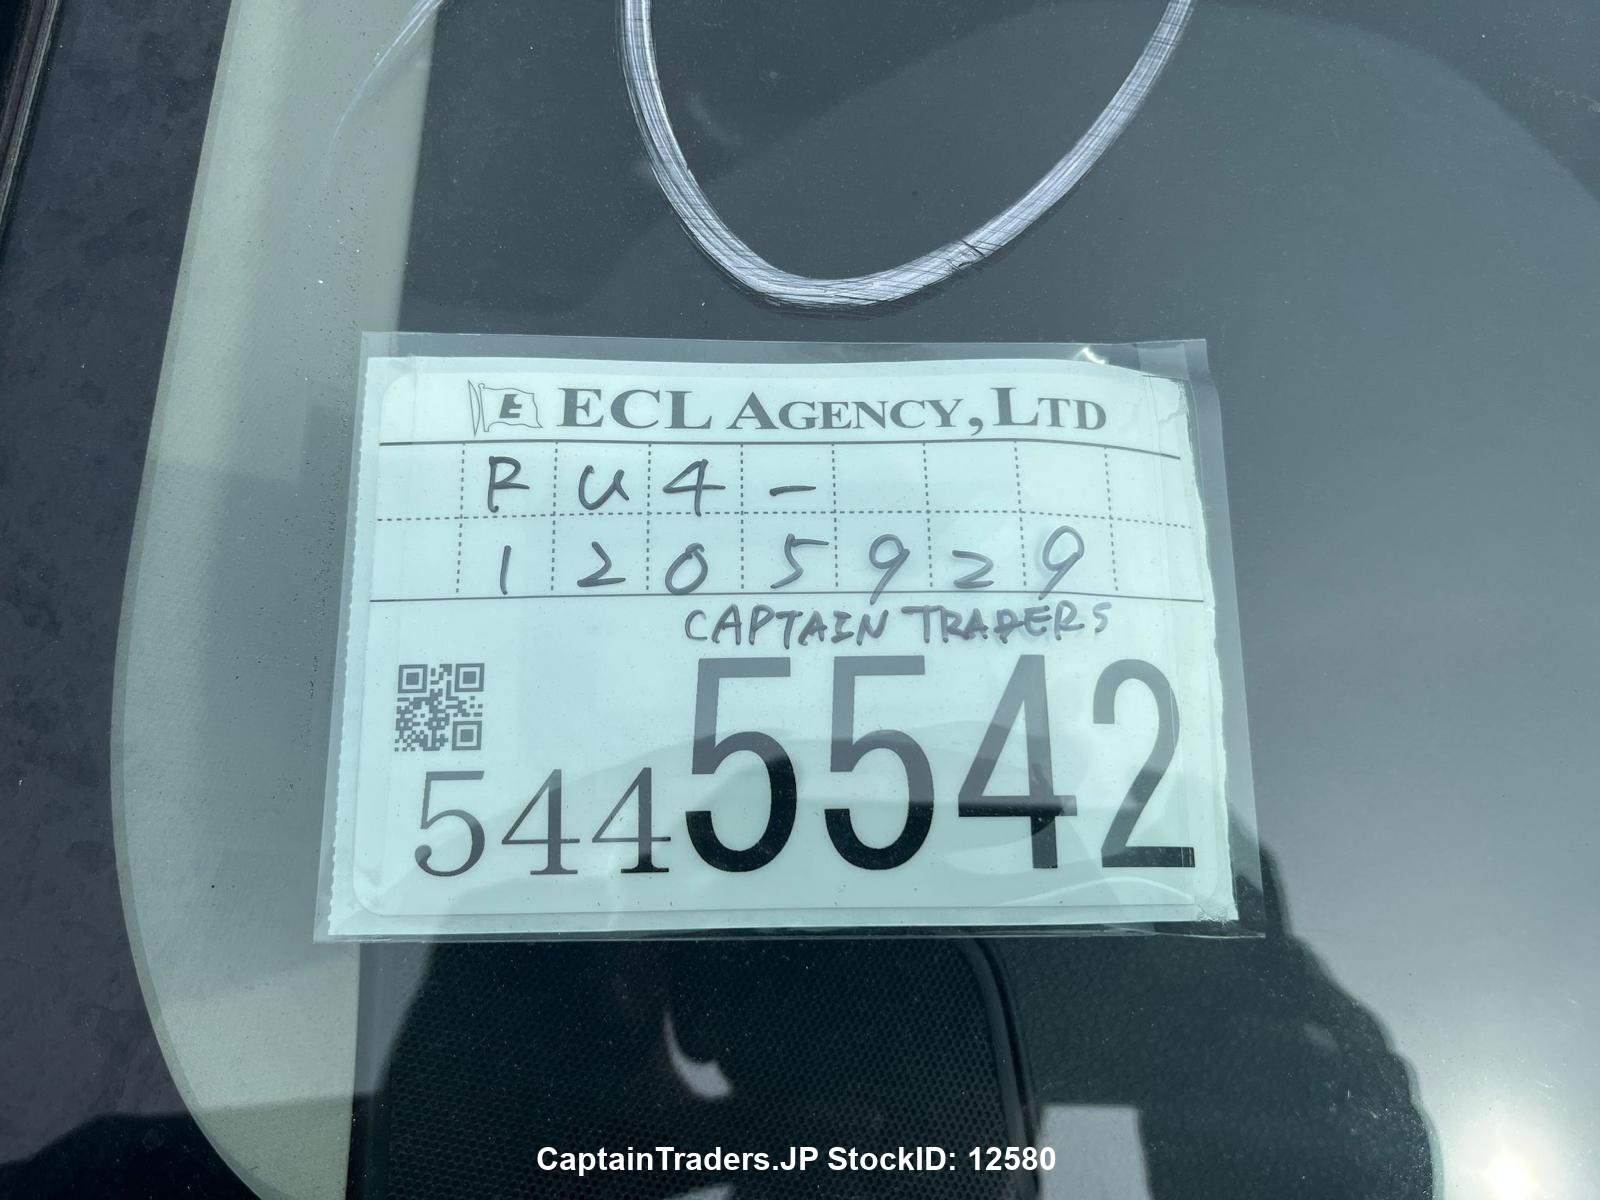 E ECL AGENCY, LTD
RU4-
1205929
CAPTAIN TRADERS
5445542
CaptainTraders.JP StockID: 12580